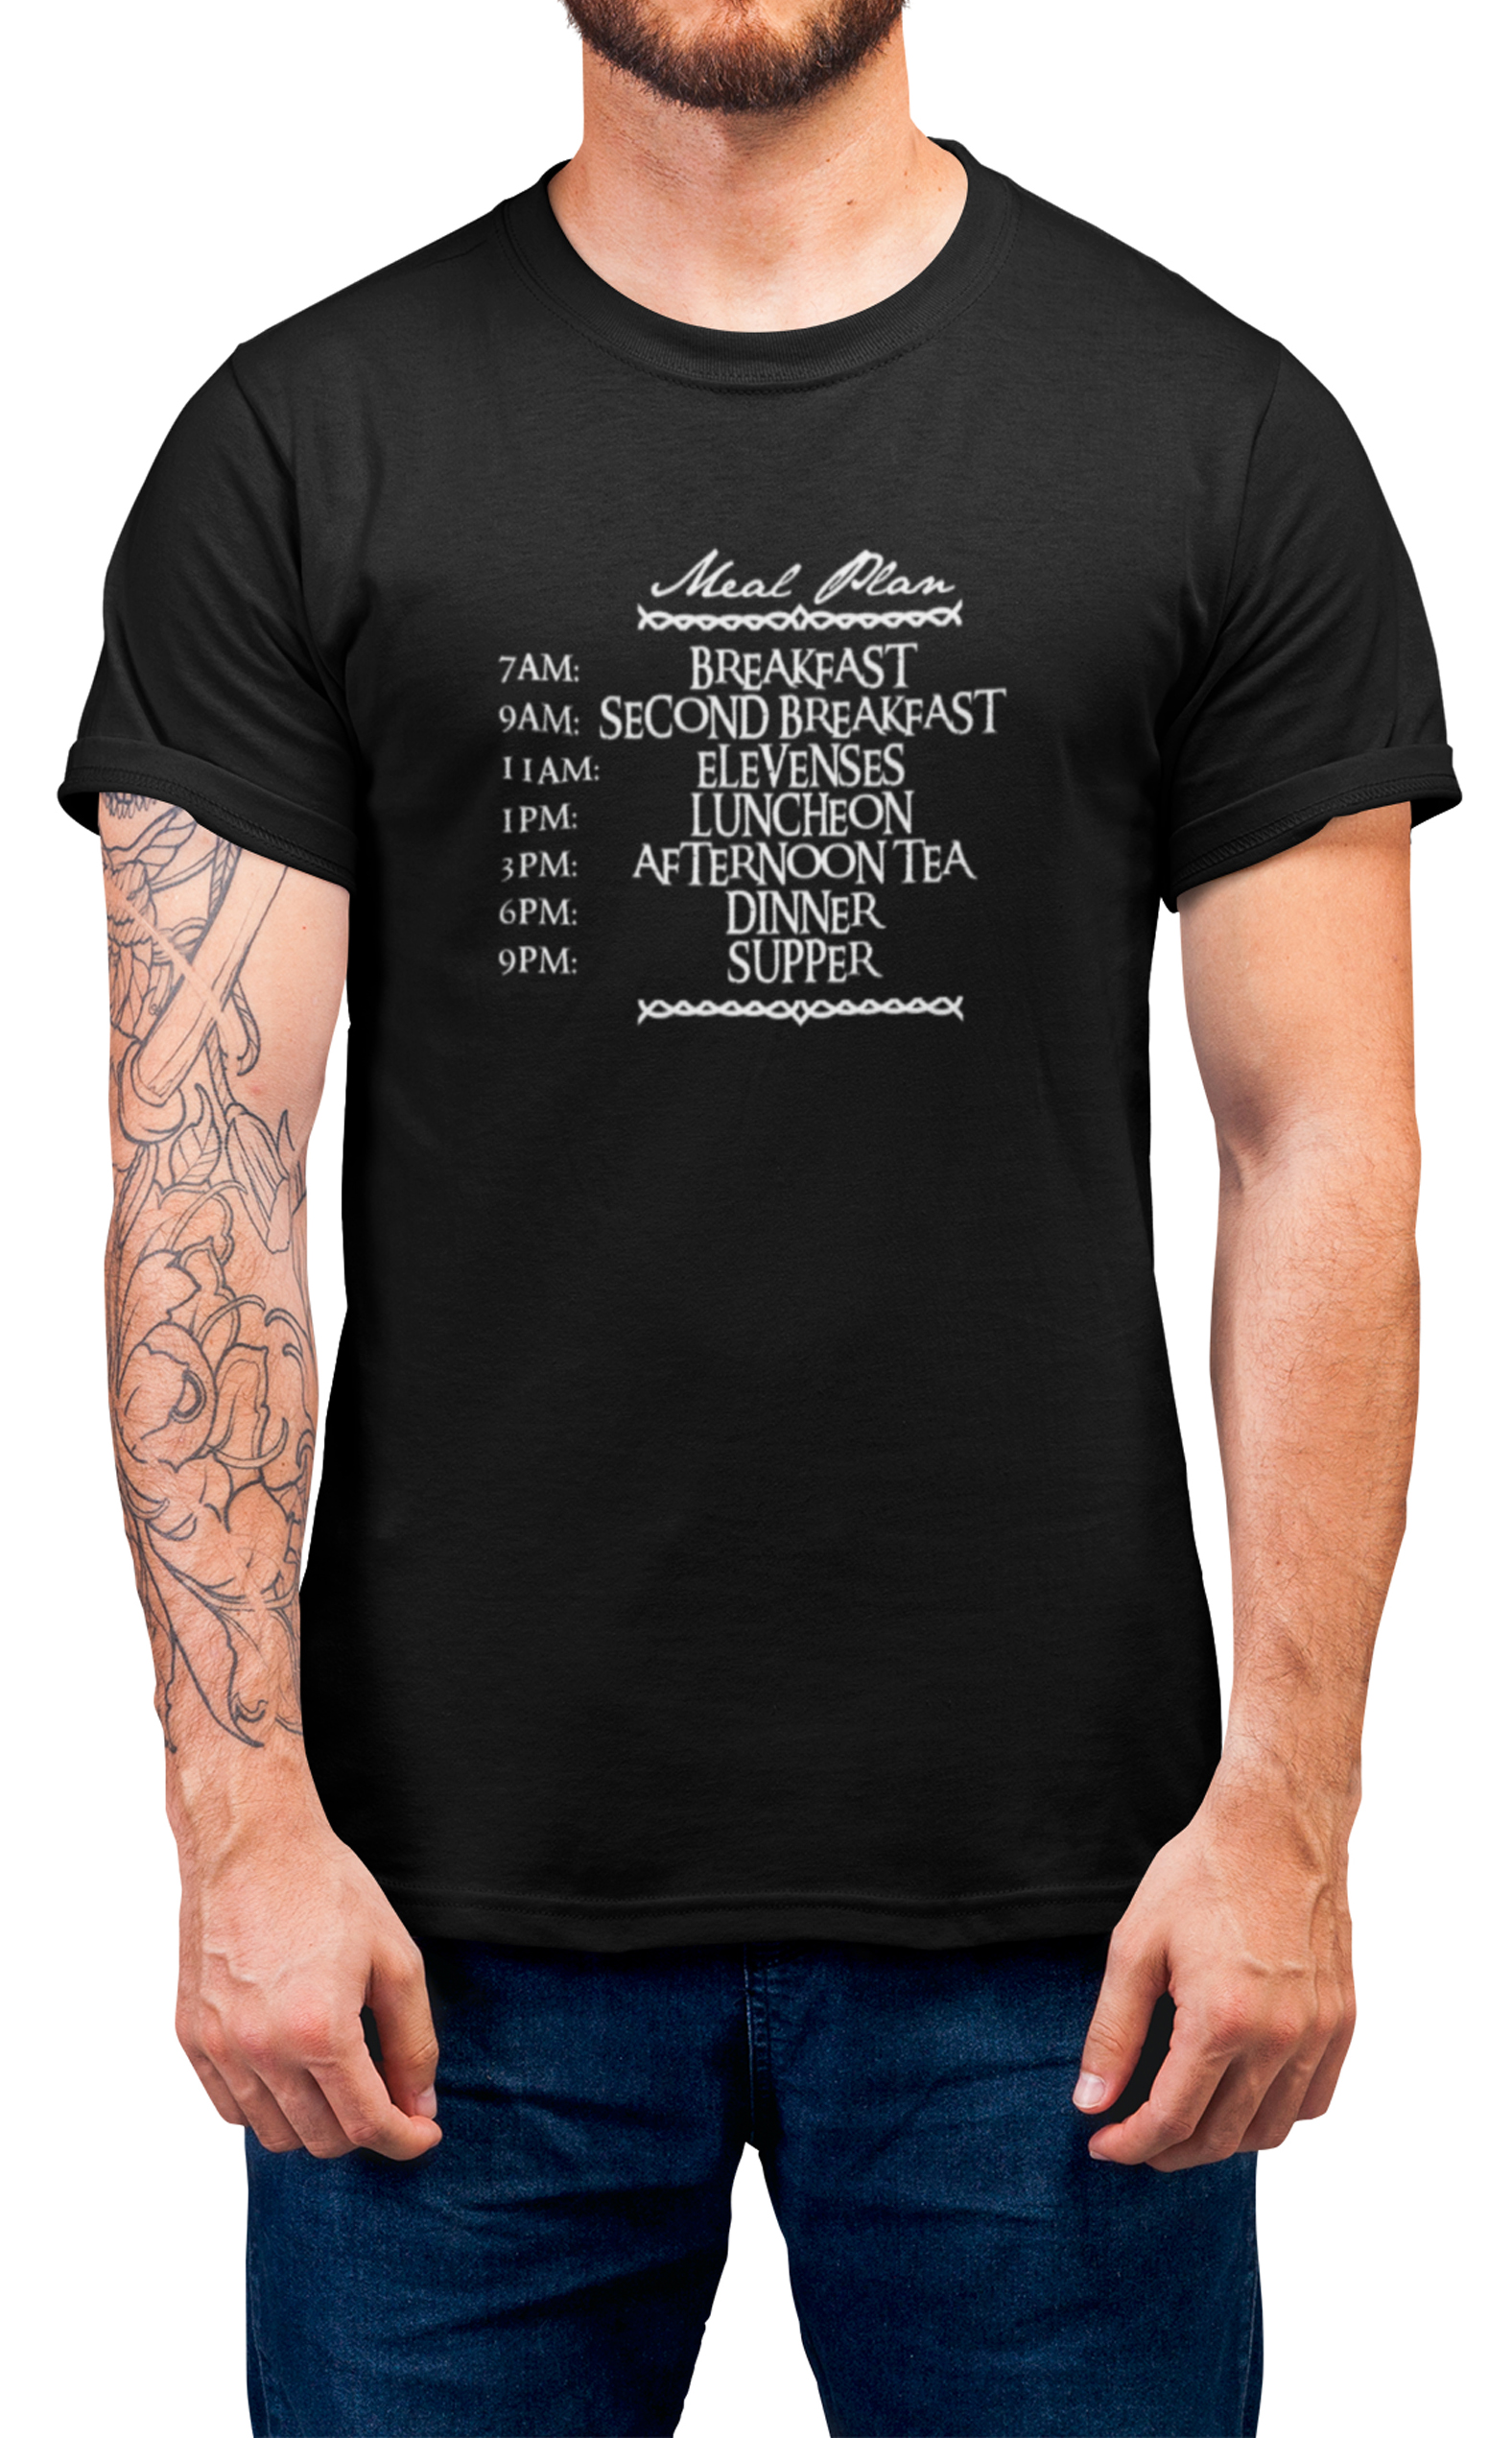 Meal Plan
7AM: BREAKFAST
9AM: SECOND BREAKFAST
11AM: ELEVENSES
1PM: LUNCHEON
3PM: AFTERNOON TEA
6PM: DINNER
9PM: SUPPER